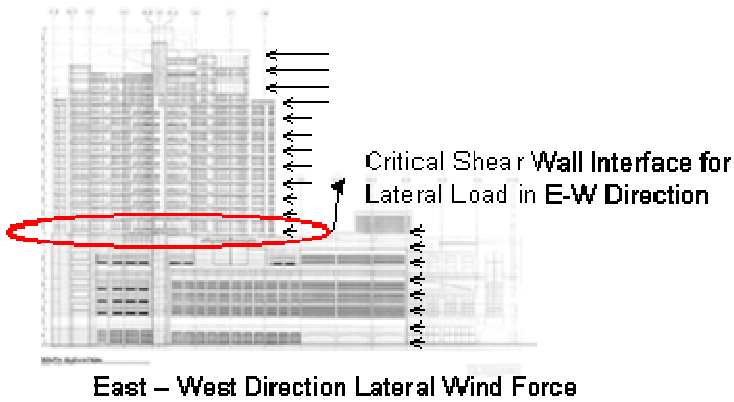 Critical Shear Wall Interface for
Lateral Load in E-W Direction
East – West Direction Lateral Wind Force